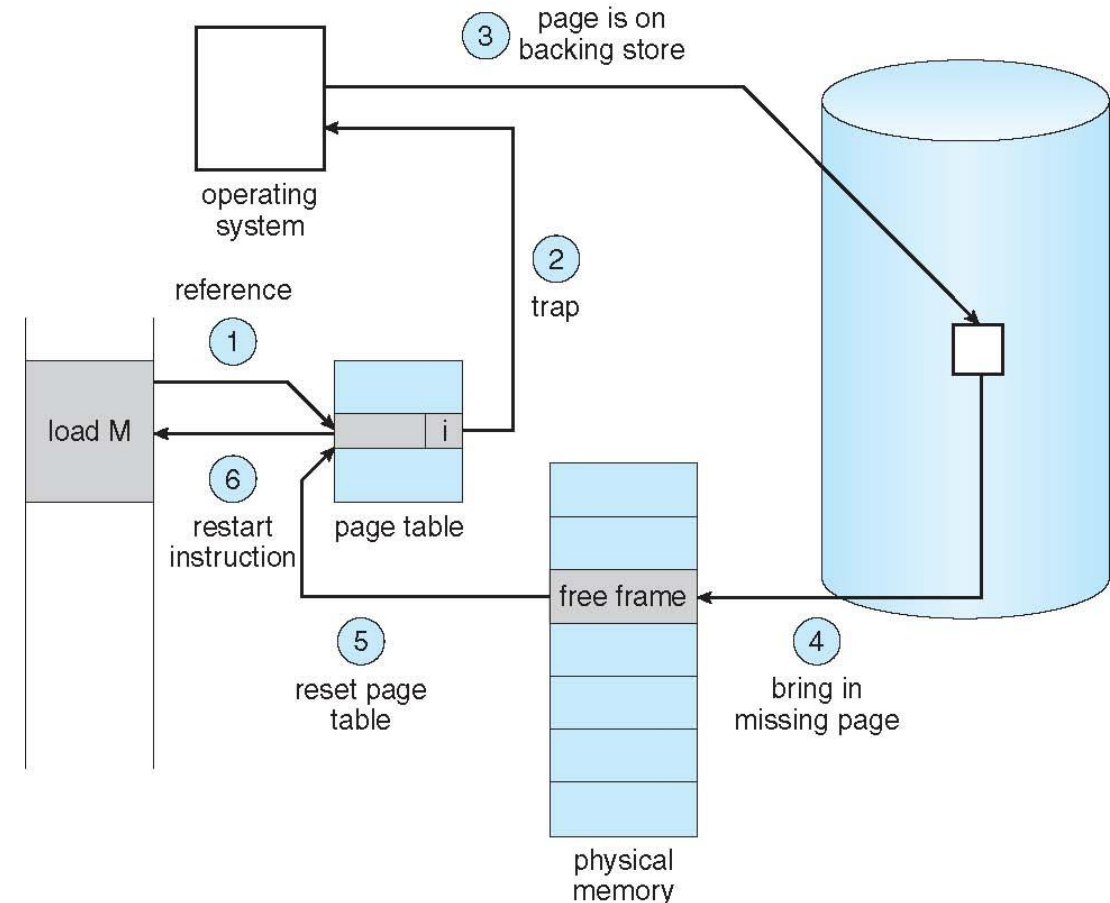 3
page is on
backing store
operating
system
2
trap
reference
1
load M
i
6
restart
instruction
page table
free frame
5
reset page
table
4
bring in
missing page
physical
memory